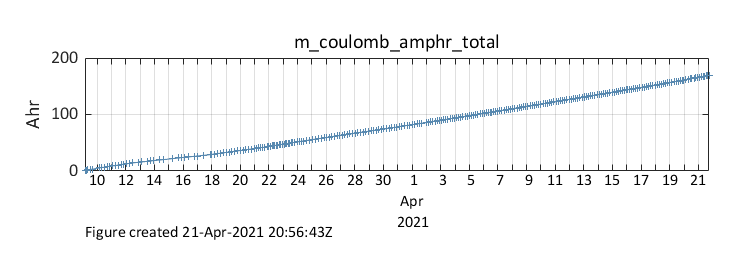 m_coulomb_amphr_total
Ahr
200
100
0
10 12 14 16 18 20 22 24 26 28 30 1 3 5 7 9 11 13 15 17 19 21
Apr
2021
Figure created 21-Apr-2021 20:56:43Z